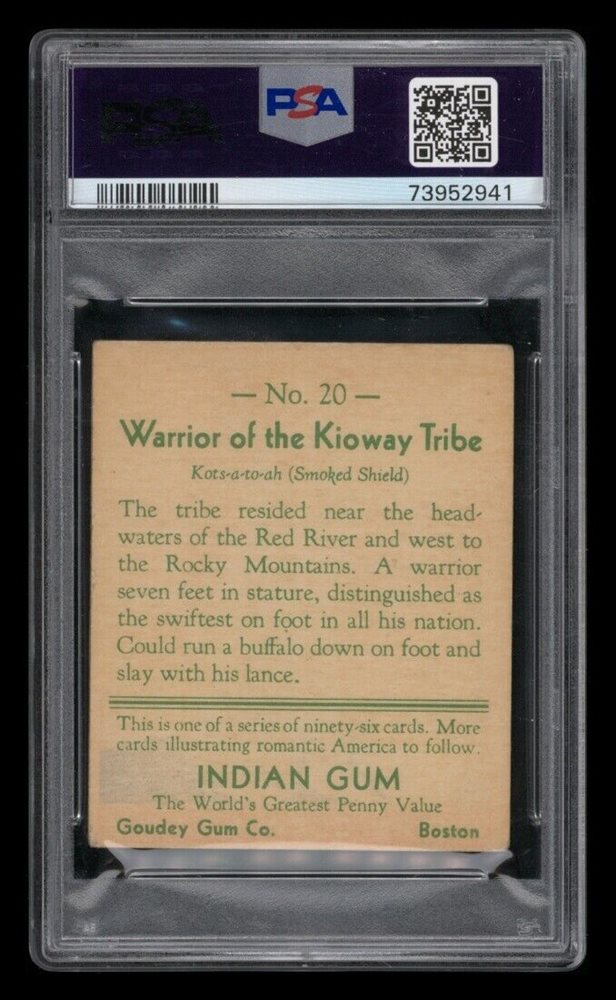 PSA
PSA
73952941
— No. 20 —
Warrior of the Kioway Tribe
Kots-a-to-ah (Smoked Shield)
The tribe resided near the head-
waters of the Red River and west to
the Rocky Mountains. A warrior
seven feet in stature, distinguished as
the swiftest on foot in all his nation.
Could run a buffalo down on foot and
slay with his lance.
This is one of a series of ninety-six cards. More
cards illustrating romantic America to follow.
INDIAN GUM
The World's Greatest Penny Value
Goudey Gum Co. Boston